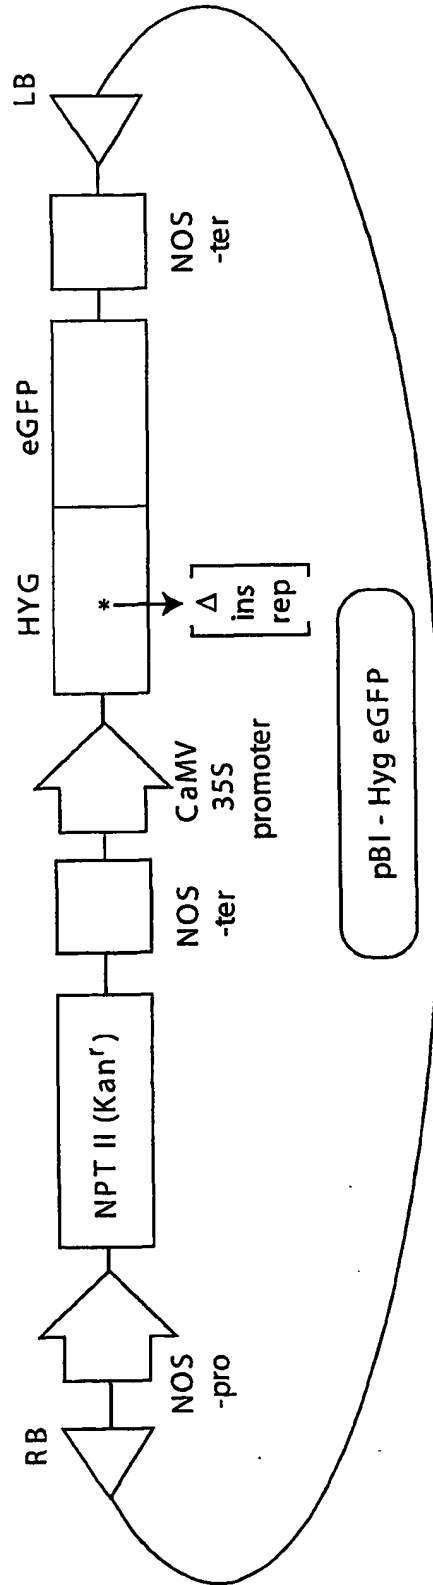 RB
NOS
-pro
NPT II (Kanʳ)
NOS
-ter
CaMV
35S
promoter
HYG
*
Δ
ins
rep
eGFP
NOS
-ter
LB
pBI - Hyg eGFP